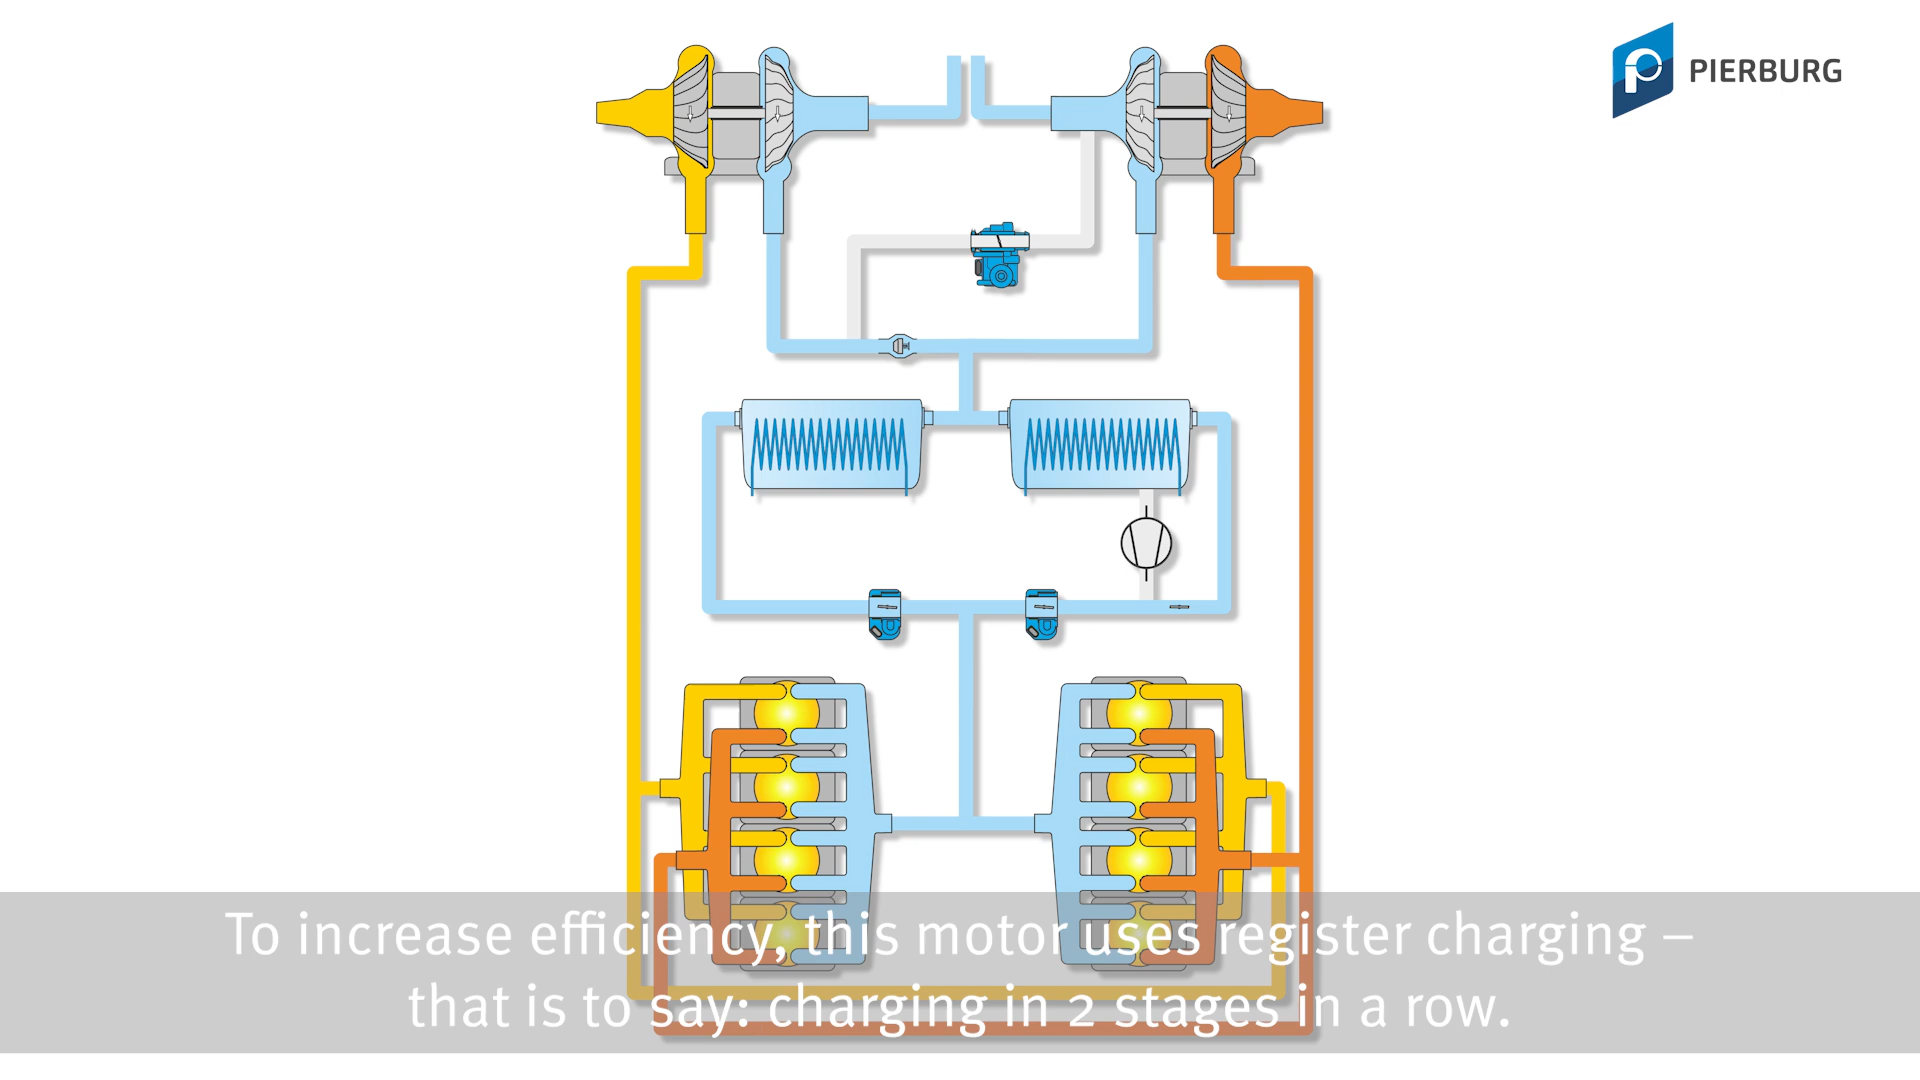 PIERBURG
To increase efficiency, this motor uses register charging –
that is to say: charging in 2 stages in a row.